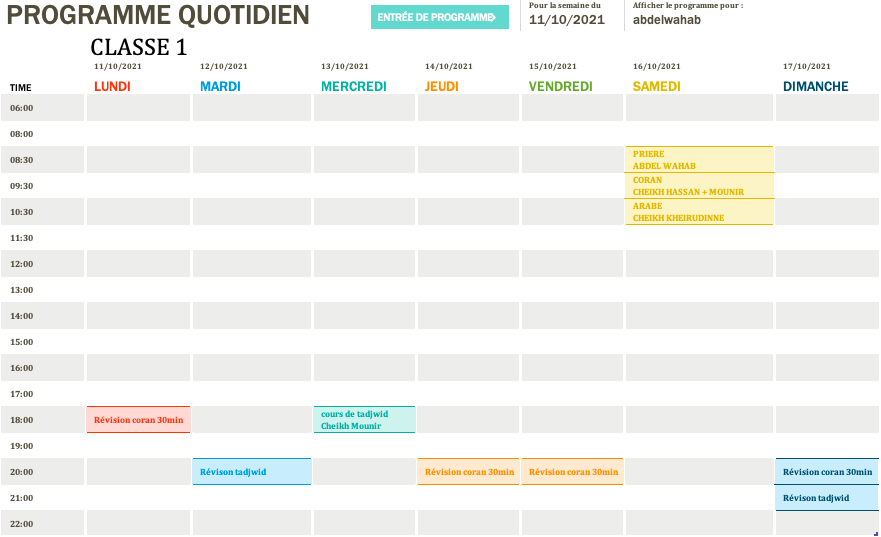 PROGRAMME QUOTIDIEN
ENTRÉE DE PROGRAMME
Pour la semaine du
11/10/2021
Afficher le programme pour :
abdelwahab
CLASSE 1
11/10/2021 12/10/2021 13/10/2021 14/10/2021 15/10/2021 16/10/2021 17/10/2021
TIME LUNDI MARDI MERCREDI JEUDI VENDREDI SAMEDI DIMANCHE
06:00
08:00
08:30 PRIERE
ABDEL WAHAB
09:30 CORAN
CHEIKH HASSAN + MOUNIR
10:30 ARABE
CHEIKH KHEIRUDINNE
11:30
12:00
13:00
14:00
15:00
16:00
17:00
18:00 Révision coran 30min cours de tadjwid
Cheikh Mounir
19:00
20:00 Révison tadjwid Révision coran 30min Révision coran 30min Révision coran 30min
21:00 Révison tadjwid
22:00